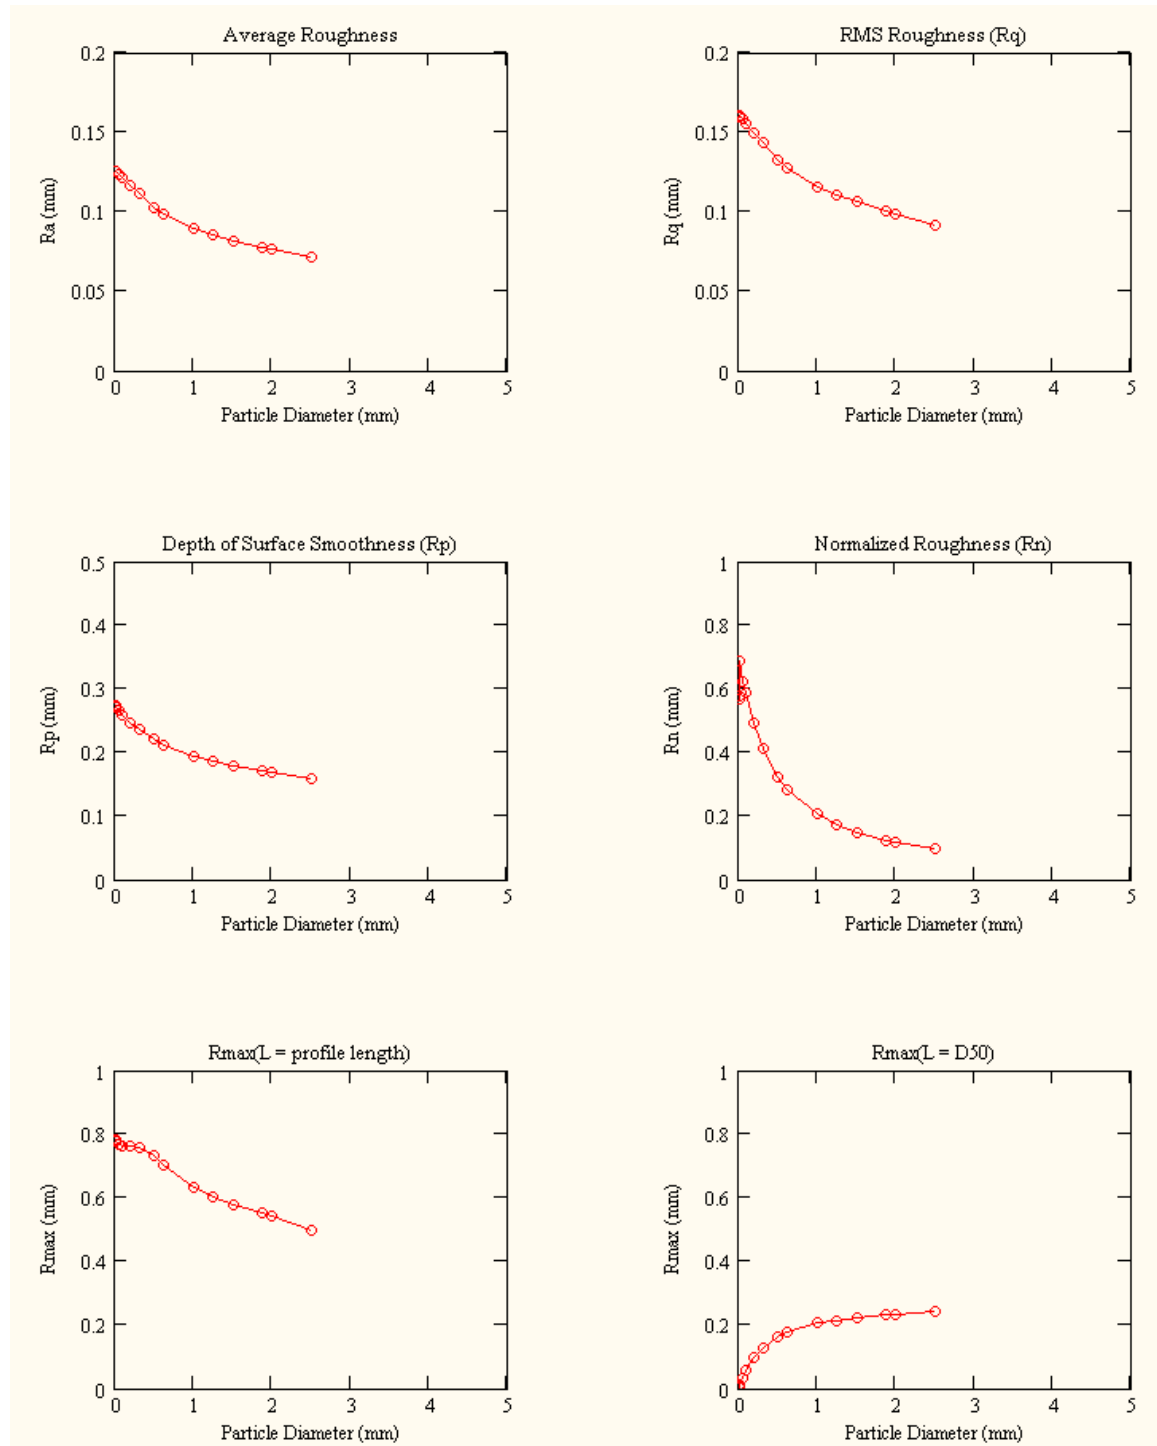 Average Roughness
0.2
0.15
0.1
0.05
0
Ra (mm)
0 1 2 3 4 5
Particle Diameter (mm)
RMS Roughness (Rq)
0.2
0.15
0.1
0.05
0
Rq (mm)
0 1 2 3 4 5
Particle Diameter (mm)
Depth of Surface Smoothness (Rp)
0.5
0.4
0.3
0.2
0.1
0
Rp (mm)
0 1 2 3 4 5
Particle Diameter (mm)
Normalized Roughness (Rn)
1
0.8
0.6
0.4
0.2
0
Rn (mm)
0 1 2 3 4 5
Particle Diameter (mm)
Rmax(L = profile length)
1
0.8
0.6
0.4
0.2
0
Rmax (mm)
0 1 2 3 4 5
Particle Diameter (mm)
Rmax(L = D50)
1
0.8
0.6
0.4
0.2
0
Rmax (mm)
0 1 2 3 4 5
Particle Diameter (mm)